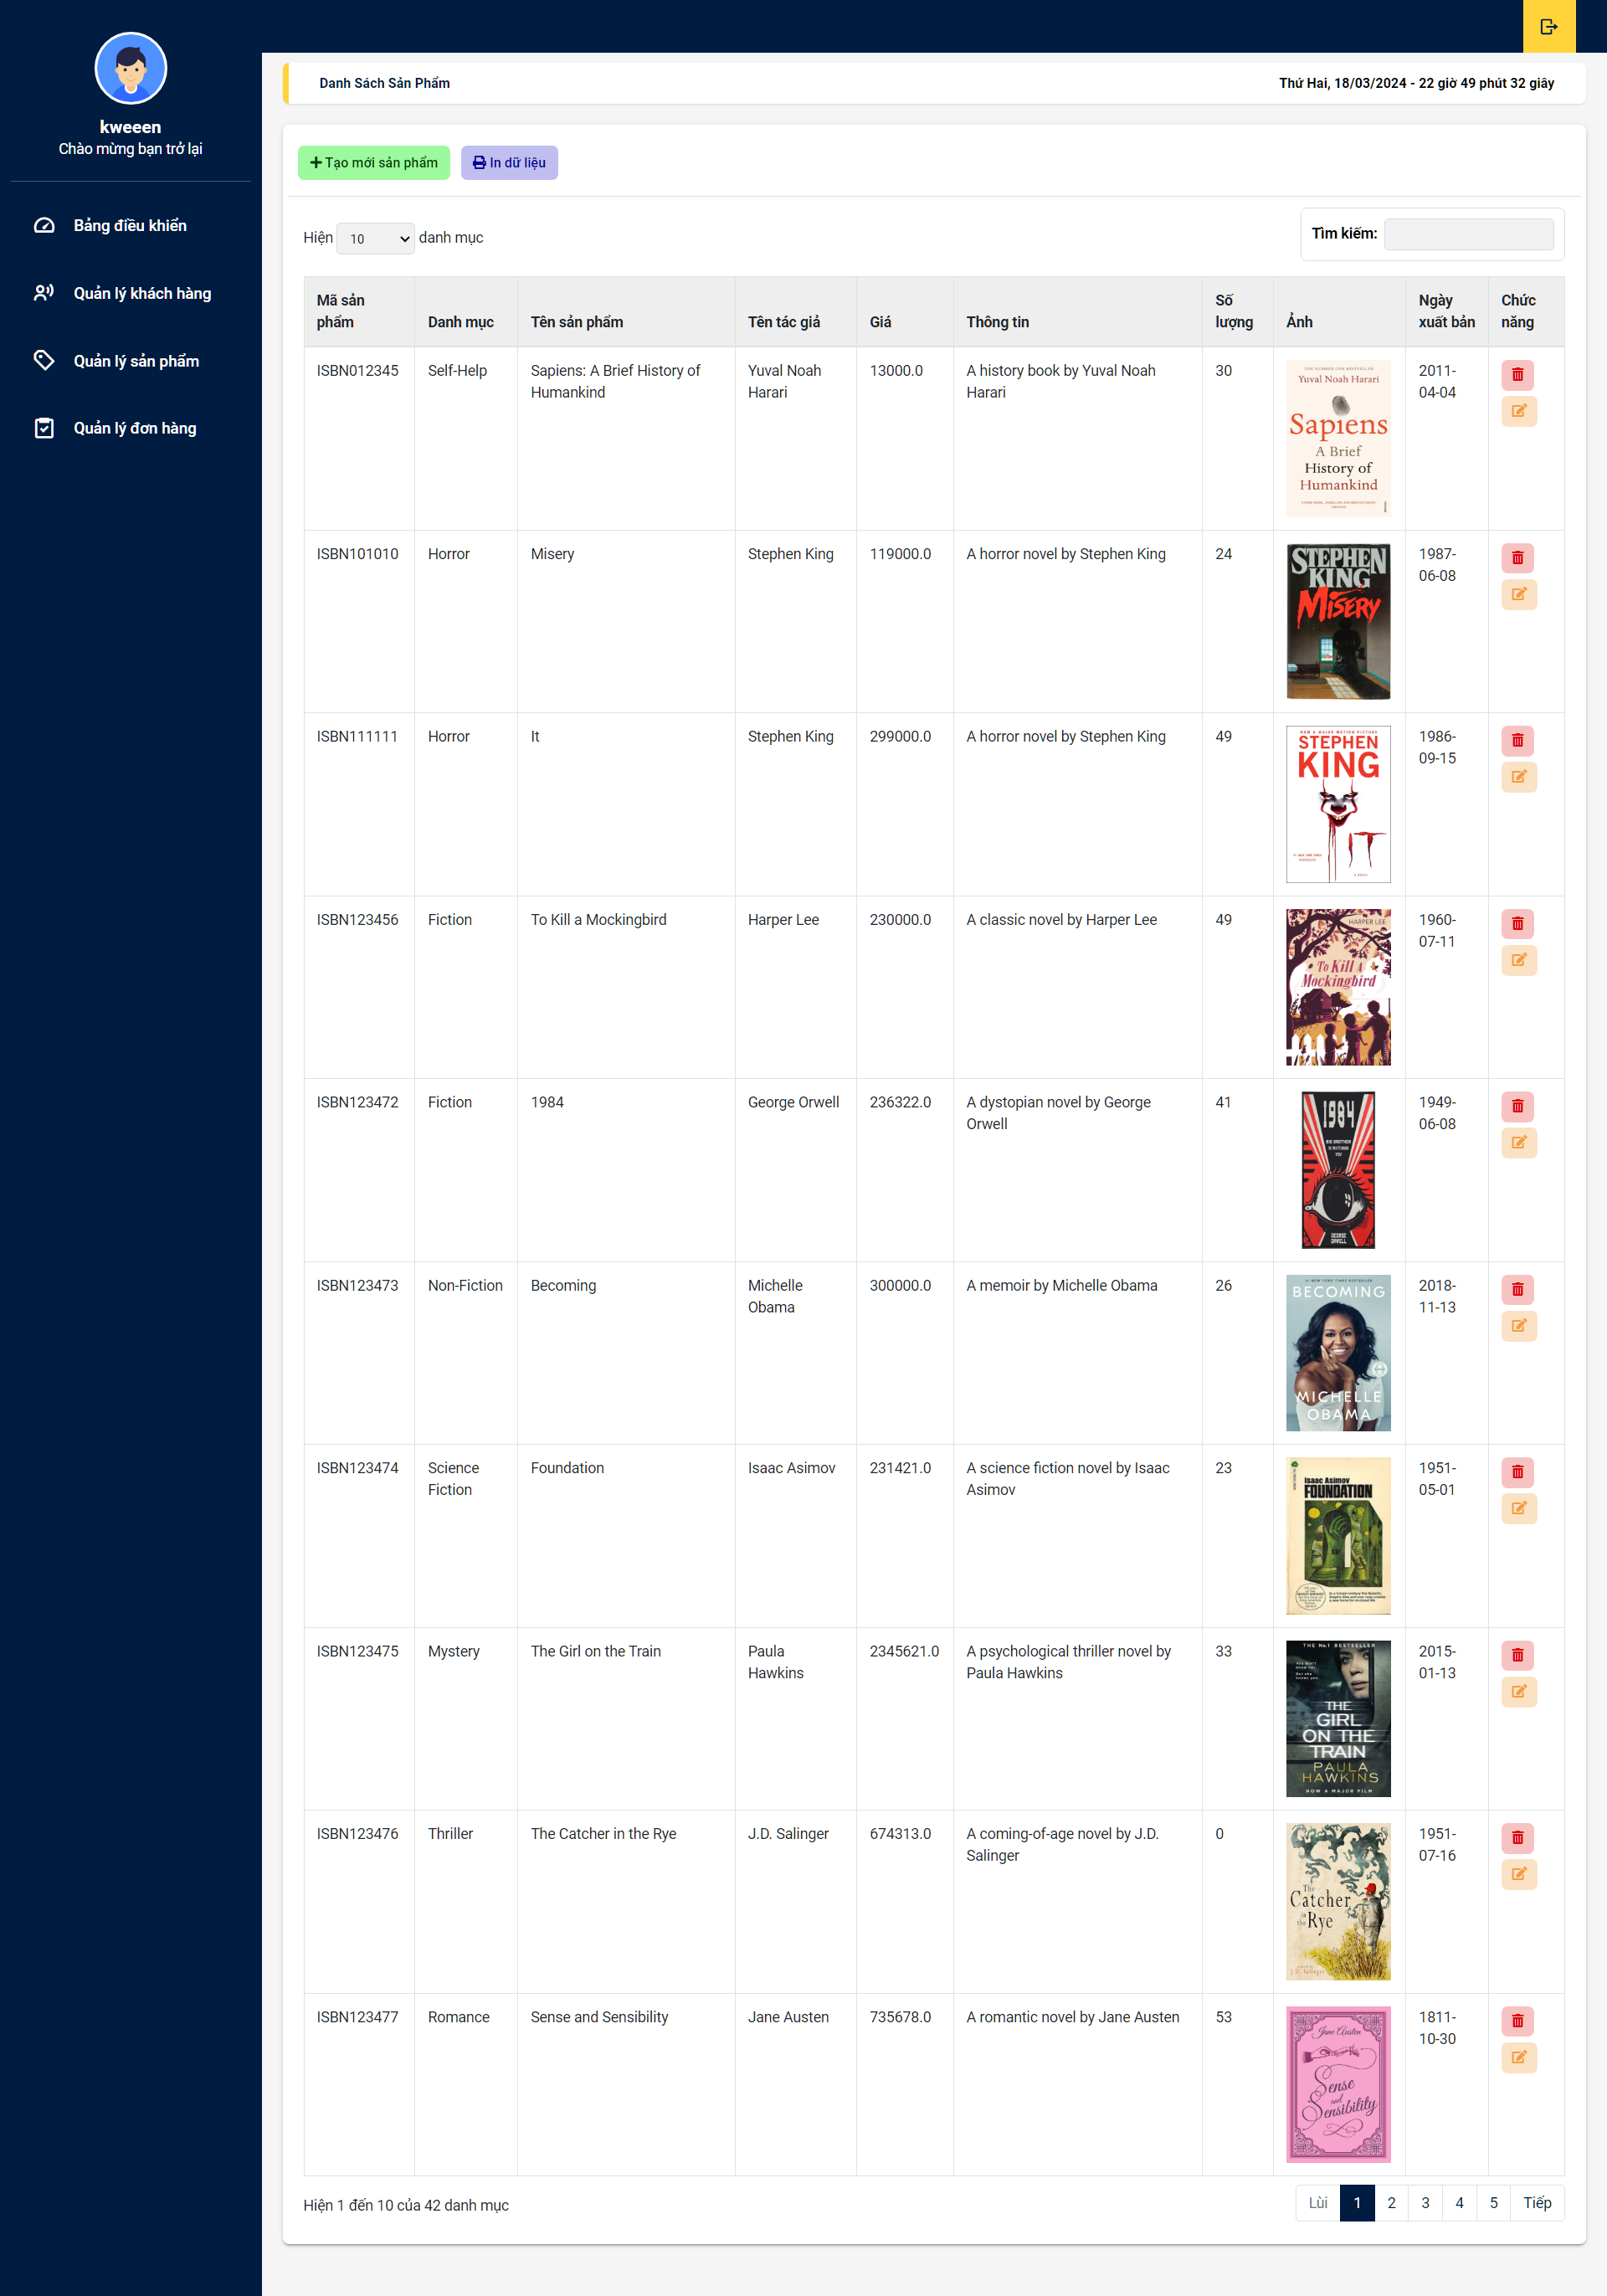 kweeen
Chào mừng bạn trở lại
Bảng điều khiển
Quản lý khách hàng
Quản lý sản phẩm
Quản lý đơn hàng
Danh Sách Sản Phẩm
Thứ Hai, 18/03/2024 - 22 giờ 49 phút 32 giây
Tạo mới sản phẩm
In dữ liệu
Hiện 10 danh mục
Tìm kiếm:
Mã sản phẩm
Danh mục
Tên sản phẩm
Tên tác giả
Giá
Thông tin
Số lượng
Ảnh
Ngày xuất bản
Chức năng
ISBN012345 Self-Help Sapiens: A Brief History of Humankind Yuval Noah Harari 13000.0 A history book by Yuval Noah Harari 30 2011-04-04
Yuval Noah Harari
Sapiens
A Brief
History of
Humankind
ISBN101010 Horror Misery Stephen King 119000.0 A horror novel by Stephen King 24 1987-06-08
STEPHEN
KING
MISERY
ISBN111111 Horror It Stephen King 299000.0 A horror novel by Stephen King 49 1986-09-15
STEPHEN
KING
IT
ISBN123456 Fiction To Kill a Mockingbird Harper Lee 230000.0 A classic novel by Harper Lee 49 1960-07-11
HARPER LEE
To Kill A
Mockingbird
ISBN123472 Fiction 1984 George Orwell 236322.0 A dystopian novel by George Orwell 41 1949-06-08
1984
BIG BROTHER
IS WATCHING
YOU
GEORGE
ORWELL
ISBN123473 Non-Fiction Becoming Michelle Obama 300000.0 A memoir by Michelle Obama 26 2018-11-13
BECOMING
MICHELLE
OBAMA
ISBN123474 Science Fiction Foundation Isaac Asimov 231421.0 A science fiction novel by Isaac Asimov 23 1951-05-01
Isaac Asimov
FOUNDATION
ISBN123475 Mystery The Girl on the Train Paula Hawkins 2345621.0 A psychological thriller novel by Paula Hawkins 33 2015-01-13
THE No.1 BESTSELLER
THE
GIRL
ON THE
TRAIN
PAULA
HAWKINS
NOW A MAJOR FILM
ISBN123476 Thriller The Catcher in the Rye J.D. Salinger 674313.0 A coming-of-age novel by J.D. Salinger 0 1951-07-16
The
Catcher
in the
Rye
ISBN123477 Romance Sense and Sensibility Jane Austen 735678.0 A romantic novel by Jane Austen 53 1811-10-30
Jane Austen
Sense
and
Sensibility
Hiện 1 đến 10 của 42 danh mục
Lùi 1 2 3 4 5 Tiếp